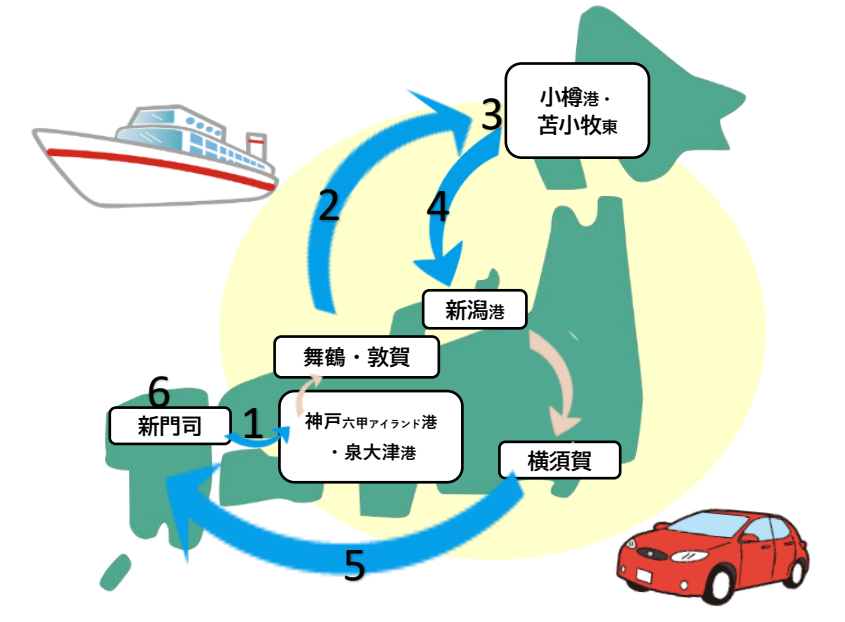 3
小樽港・
苫小牧東
2
4
新潟港
舞鶴・敦賀
6
新門司
1
神戸六甲アイランド港
・泉大津港
横須賀
5